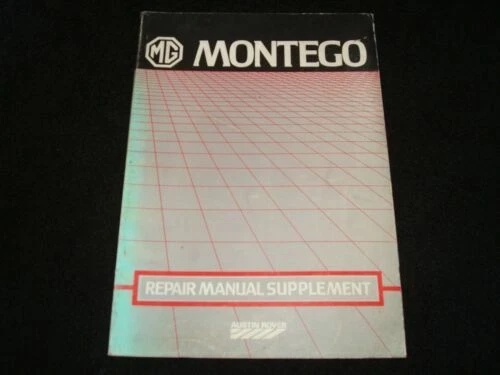 MG MONTEGO
REPAIR MANUAL SUPPLEMENT
AUSTIN ROVER